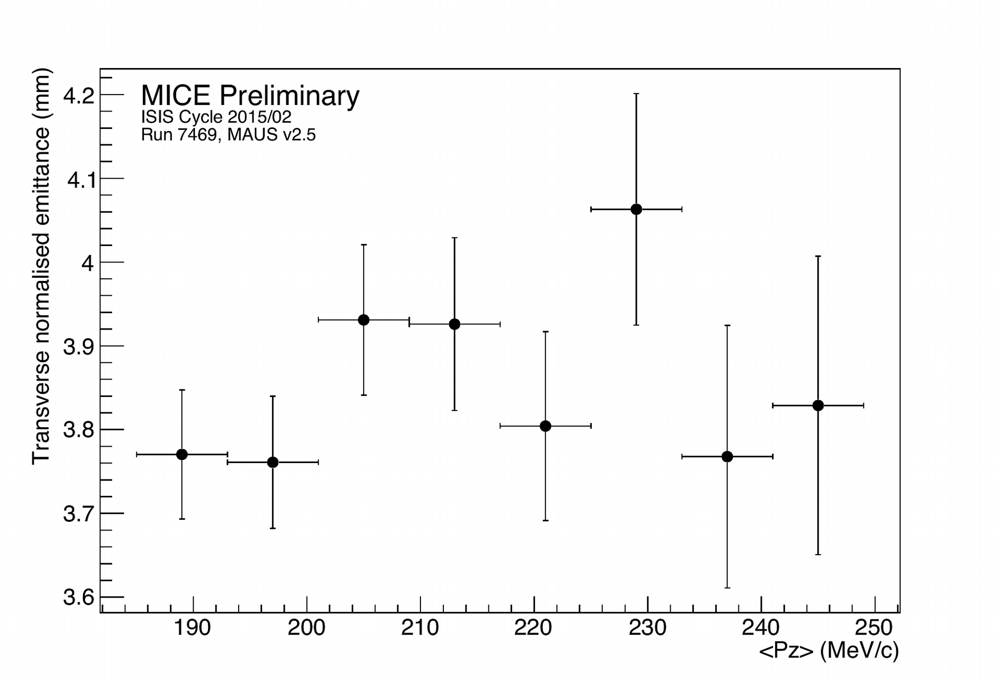 MICE Preliminary
ISIS Cycle 2015/02
Run 7469, MAUS v2.5
Transverse normalised emittance (mm)
4.2
4.1
4
3.9
3.8
3.7
3.6
190 200 210 220 230 240 250
<Pz> (MeV/c)